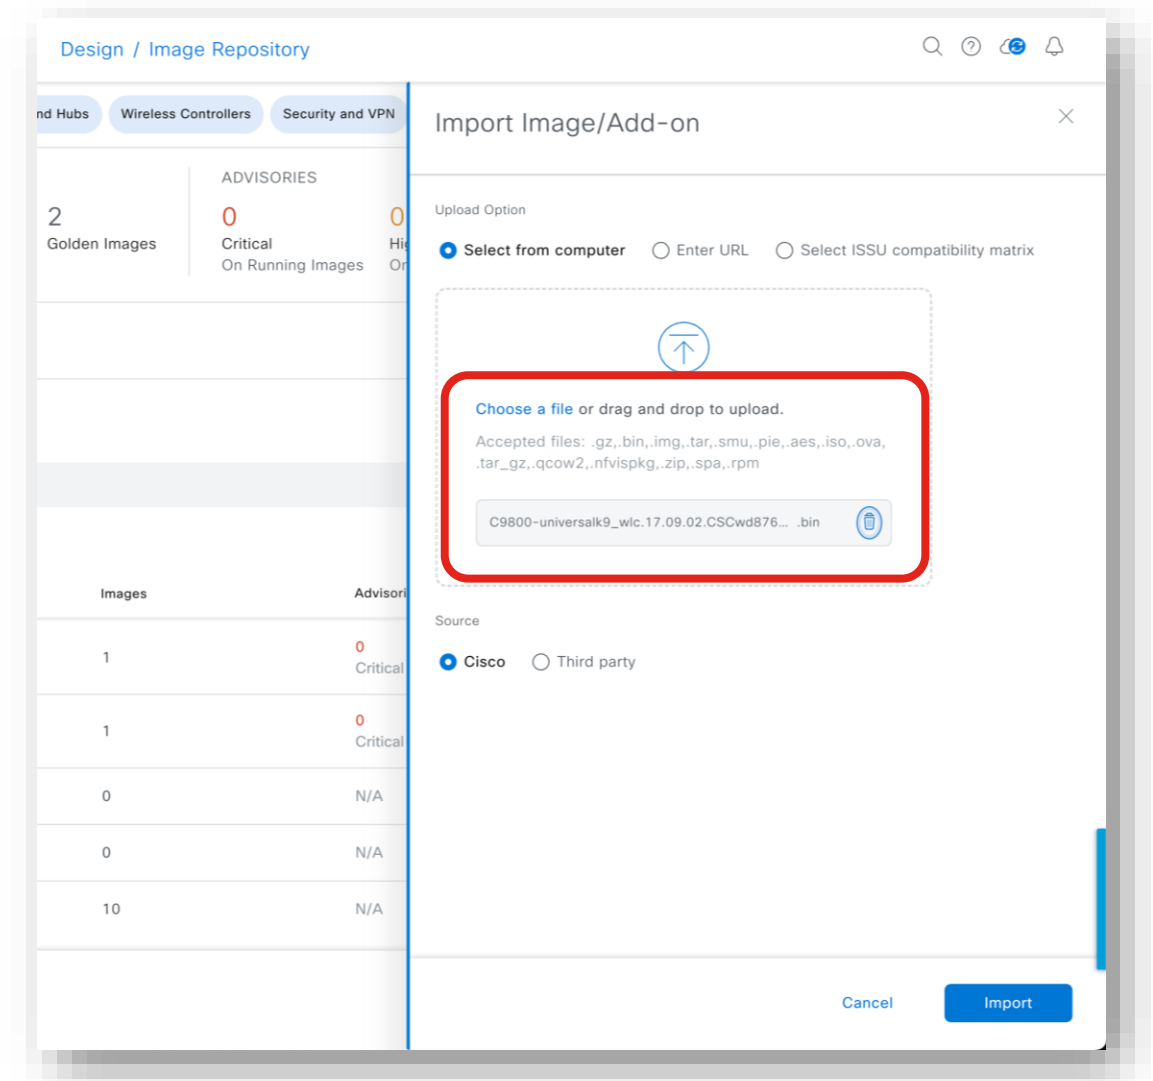 Design / Image Repository
nd Hubs
Wireless Controllers
Security and VPN
ADVISORIES
2
0
0
Golden Images
Critical
On Running Images
Images
Advisori
1
0
Critical
1
0
Critical
0
N/A
0
N/A
10
N/A
Import Image/Add-on
Upload Option
Select from computer
Enter URL
Select ISSU compatibility matrix
Choose a file or drag and drop to upload.
Accepted files: .gz,.bin,.img,.tar,.smu,.pie,.aes,.iso,.ova,
.tar_gz,.qcow2,.nfvispkg,.zip,.spa,.rpm
C9800-universalk9_wlc.17.09.02.CSCwd876... .bin
Source
Cisco
Third party
Cancel
Import